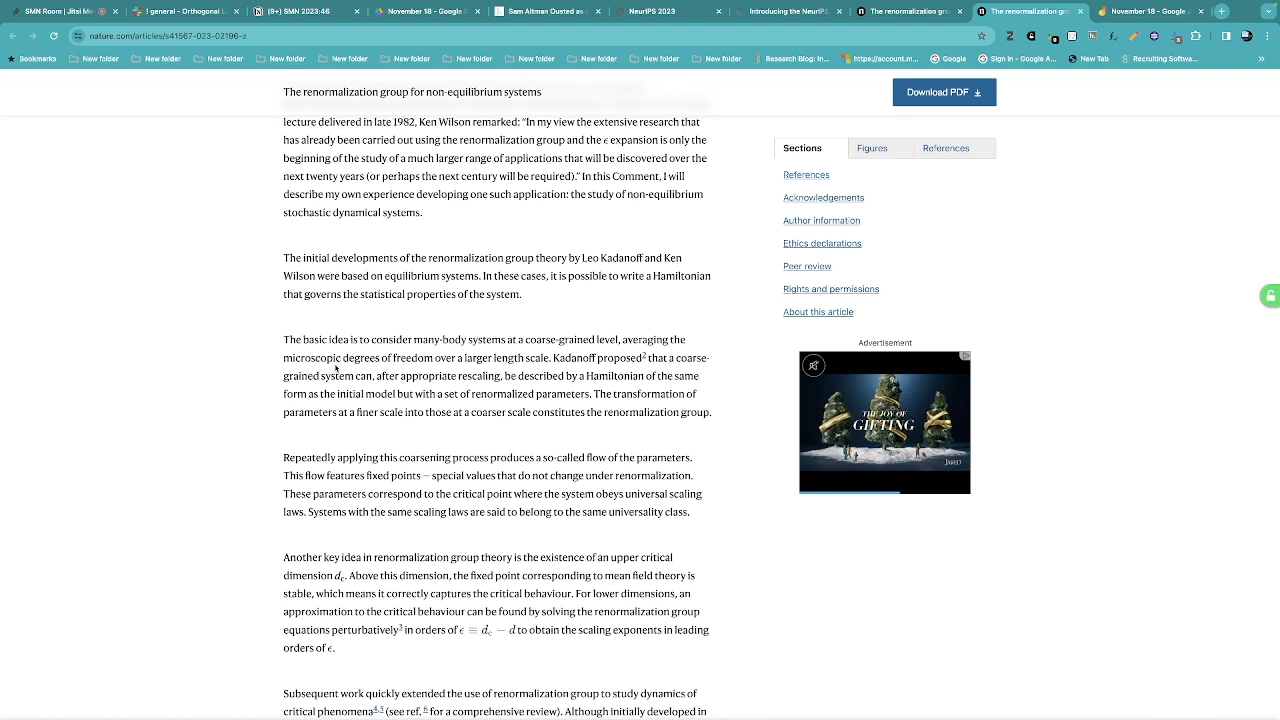 SMN Room | Jitsi Me
general - Orthogonal L
(9+) SMN 2023:46
November 18 - Google
Sam Altman Ousted as
NeurIPS 2023
Introducing the NeurIP
The renormalization gro
The renormalization gr
November 18 - Google
nature.com/articles/s41567-023-02196-z
Bookmarks New folder New folder New folder New folder New folder New folder New folder New folder New folder New folder New folder Research Blog: In... https://account.m... Google Sign in - Google A... New Tab Recruiting Softwa...
The renormalization group for non-equilibrium systems
Download PDF
lecture delivered in late 1982, Ken Wilson remarked: “In my view the extensive research that
has already been carried out using the renormalization group and the ϵ expansion is only the
beginning of the study of a much larger range of applications that will be discovered over the
next twenty years (or perhaps the next century will be required).” In this Comment, I will
describe my own experience developing one such application: the study of non-equilibrium
stochastic dynamical systems.
The initial developments of the renormalization group theory by Leo Kadanoff and Ken
Wilson were based on equilibrium systems. In these cases, it is possible to write a Hamiltonian
that governs the statistical properties of the system.
The basic idea is to consider many-body systems at a coarse-grained level, averaging the
microscopic degrees of freedom over a larger length scale. Kadanoff proposed2 that a coarse-
grained system can, after appropriate rescaling, be described by a Hamiltonian of the same
form as the initial model but with a set of renormalized parameters. The transformation of
parameters at a finer scale into those at a coarser scale constitutes the renormalization group.
Repeatedly applying this coarsening process produces a so-called flow of the parameters.
This flow features fixed points – special values that do not change under renormalization.
These parameters correspond to the critical point where the system obeys universal scaling
laws. Systems with the same scaling laws are said to belong to the same universality class.
Another key idea in renormalization group theory is the existence of an upper critical
dimension dc. Above this dimension, the fixed point corresponding to mean field theory is
stable, which means it correctly captures the critical behaviour. For lower dimensions, an
approximation to the critical behaviour can be found by solving the renormalization group
equations perturbatively3 in orders of ϵ ≡ dc − d to obtain the scaling exponents in leading
orders of ϵ.
Subsequent work quickly extended the use of renormalization group to study dynamics of
critical phenomena4,5 (see ref. 6 for a comprehensive review). Although initially developed in
Sections Figures References
References
Acknowledgements
Author information
Ethics declarations
Peer review
Rights and permissions
About this article
Advertisement
THE JOY OF
GIFTING
JARED